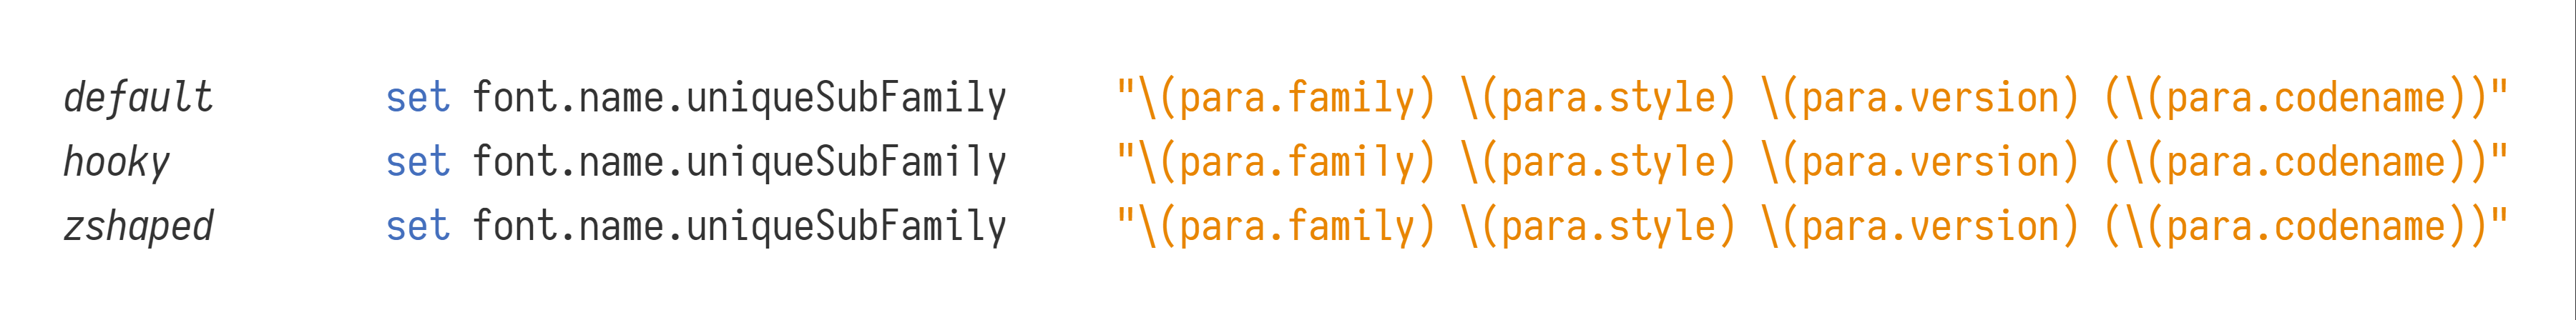 default set font.name.uniqueSubFamily "\(para.family) \(para.style) \(para.version) (\(para.codename))"
hooky set font.name.uniqueSubFamily "\(para.family) \(para.style) \(para.version) (\(para.codename))"
zshaped set font.name.uniqueSubFamily "\(para.family) \(para.style) \(para.version) (\(para.codename))"